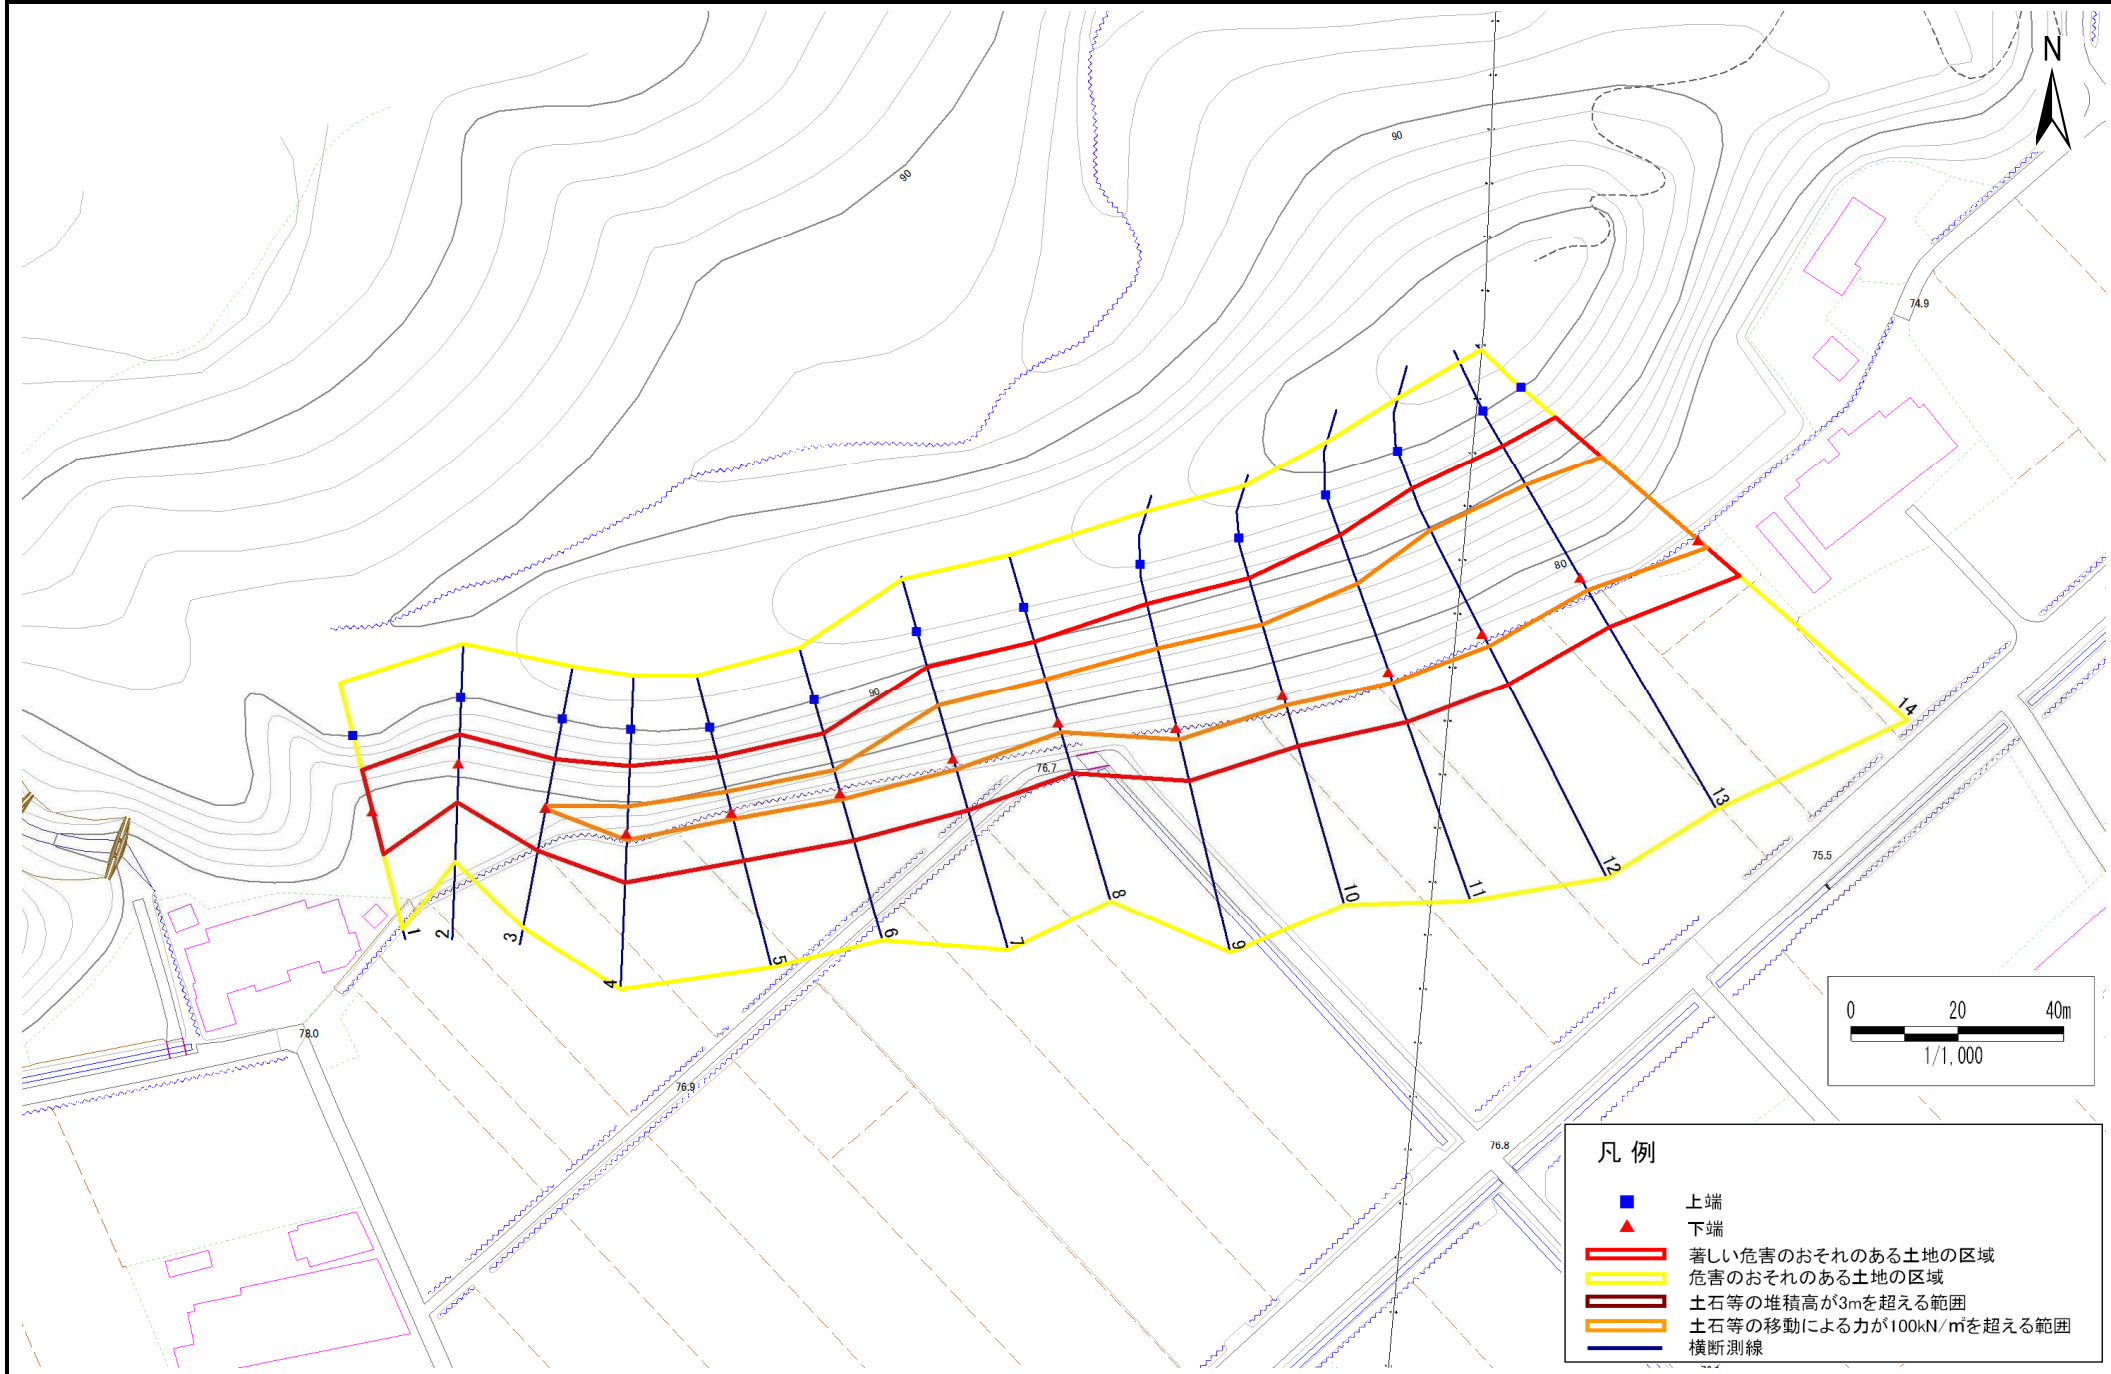 N
90
90
74.9
80
90
76.7
14
13
12
11
10
9
8
7
6
5
4
3
2
1
75.5
78.0
76.9
76.8
0 20 40m
1/1,000
凡 例
上端
下端
著しい危害のおそれのある土地の区域
危害のおそれのある土地の区域
土石等の堆積高が3mを超える範囲
土石等の移動による力が100kN/㎡を超える範囲
横断測線